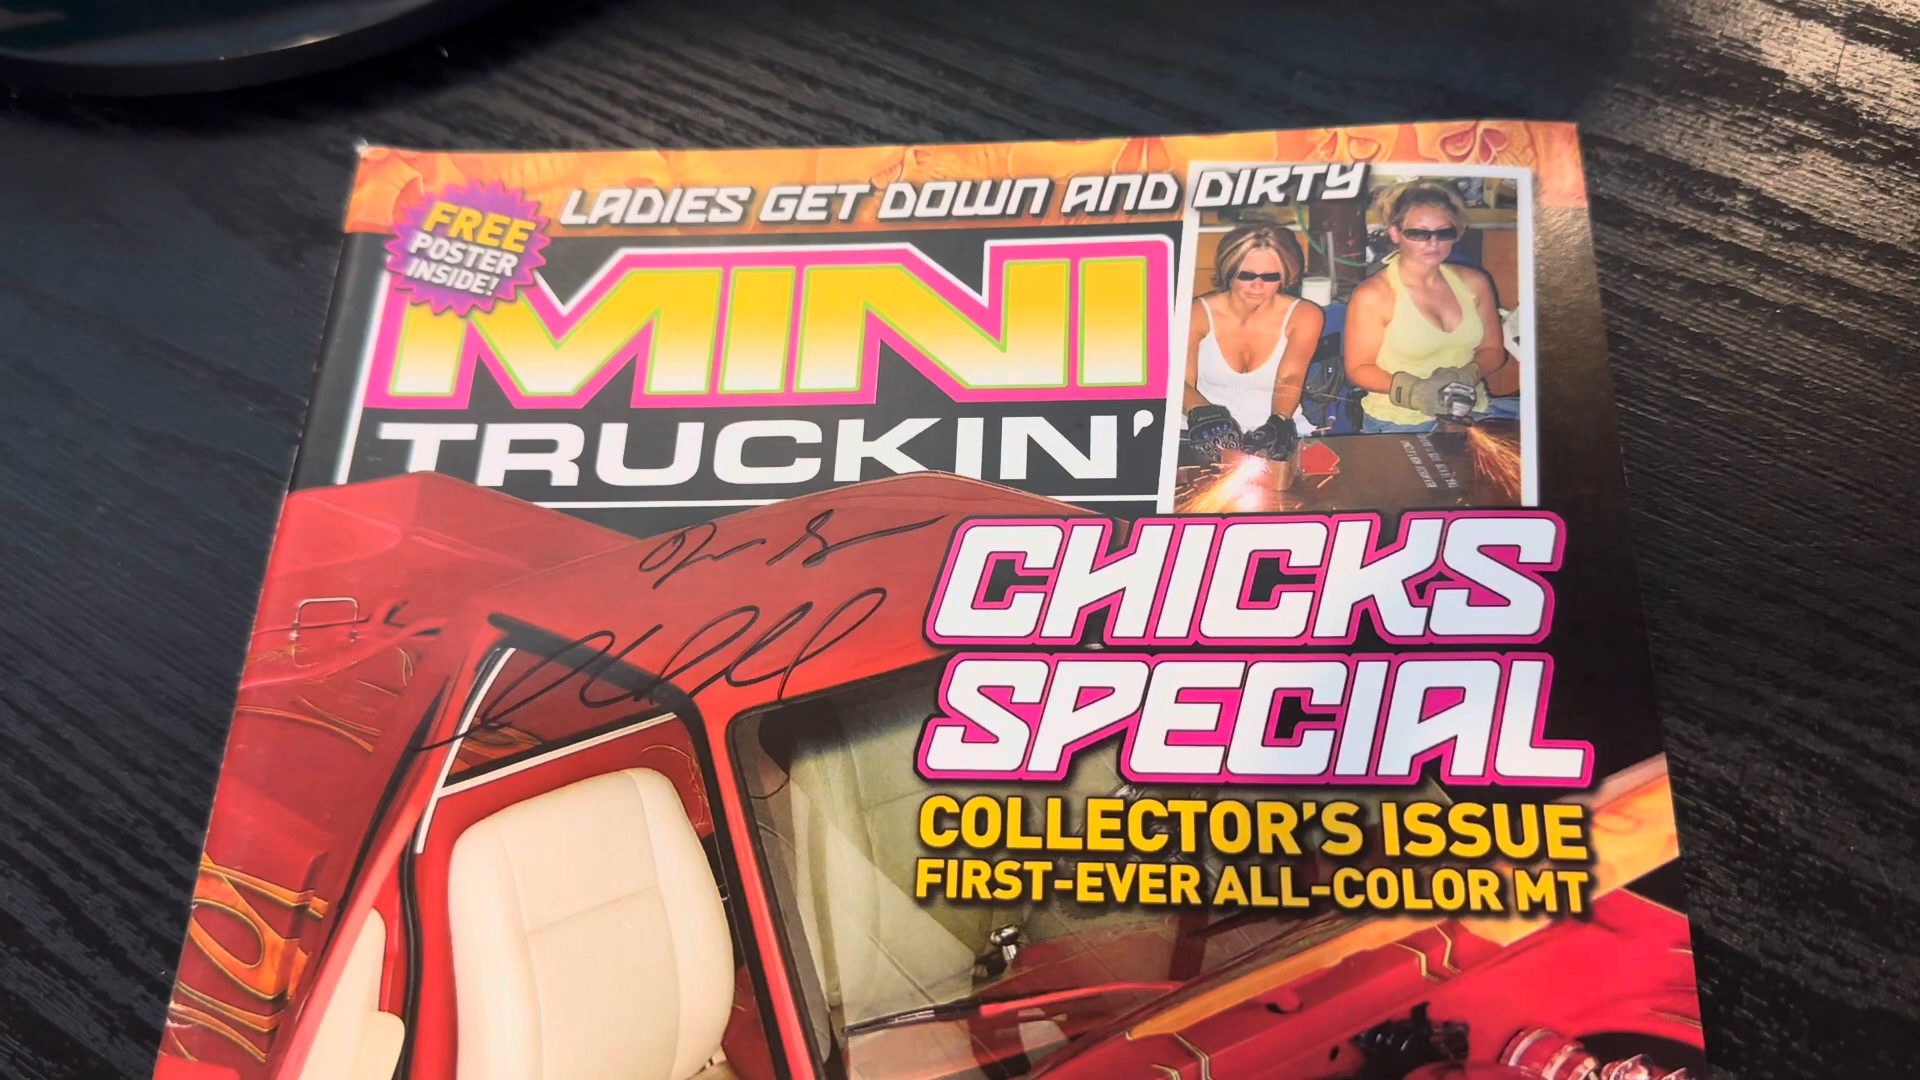 LADIES GET DOWN AND DIRTY
FREE
POSTER
INSIDE!
MINI
TRUCKIN'
CHICKS
SPECIAL
COLLECTOR'S ISSUE
FIRST-EVER ALL-COLOR MT